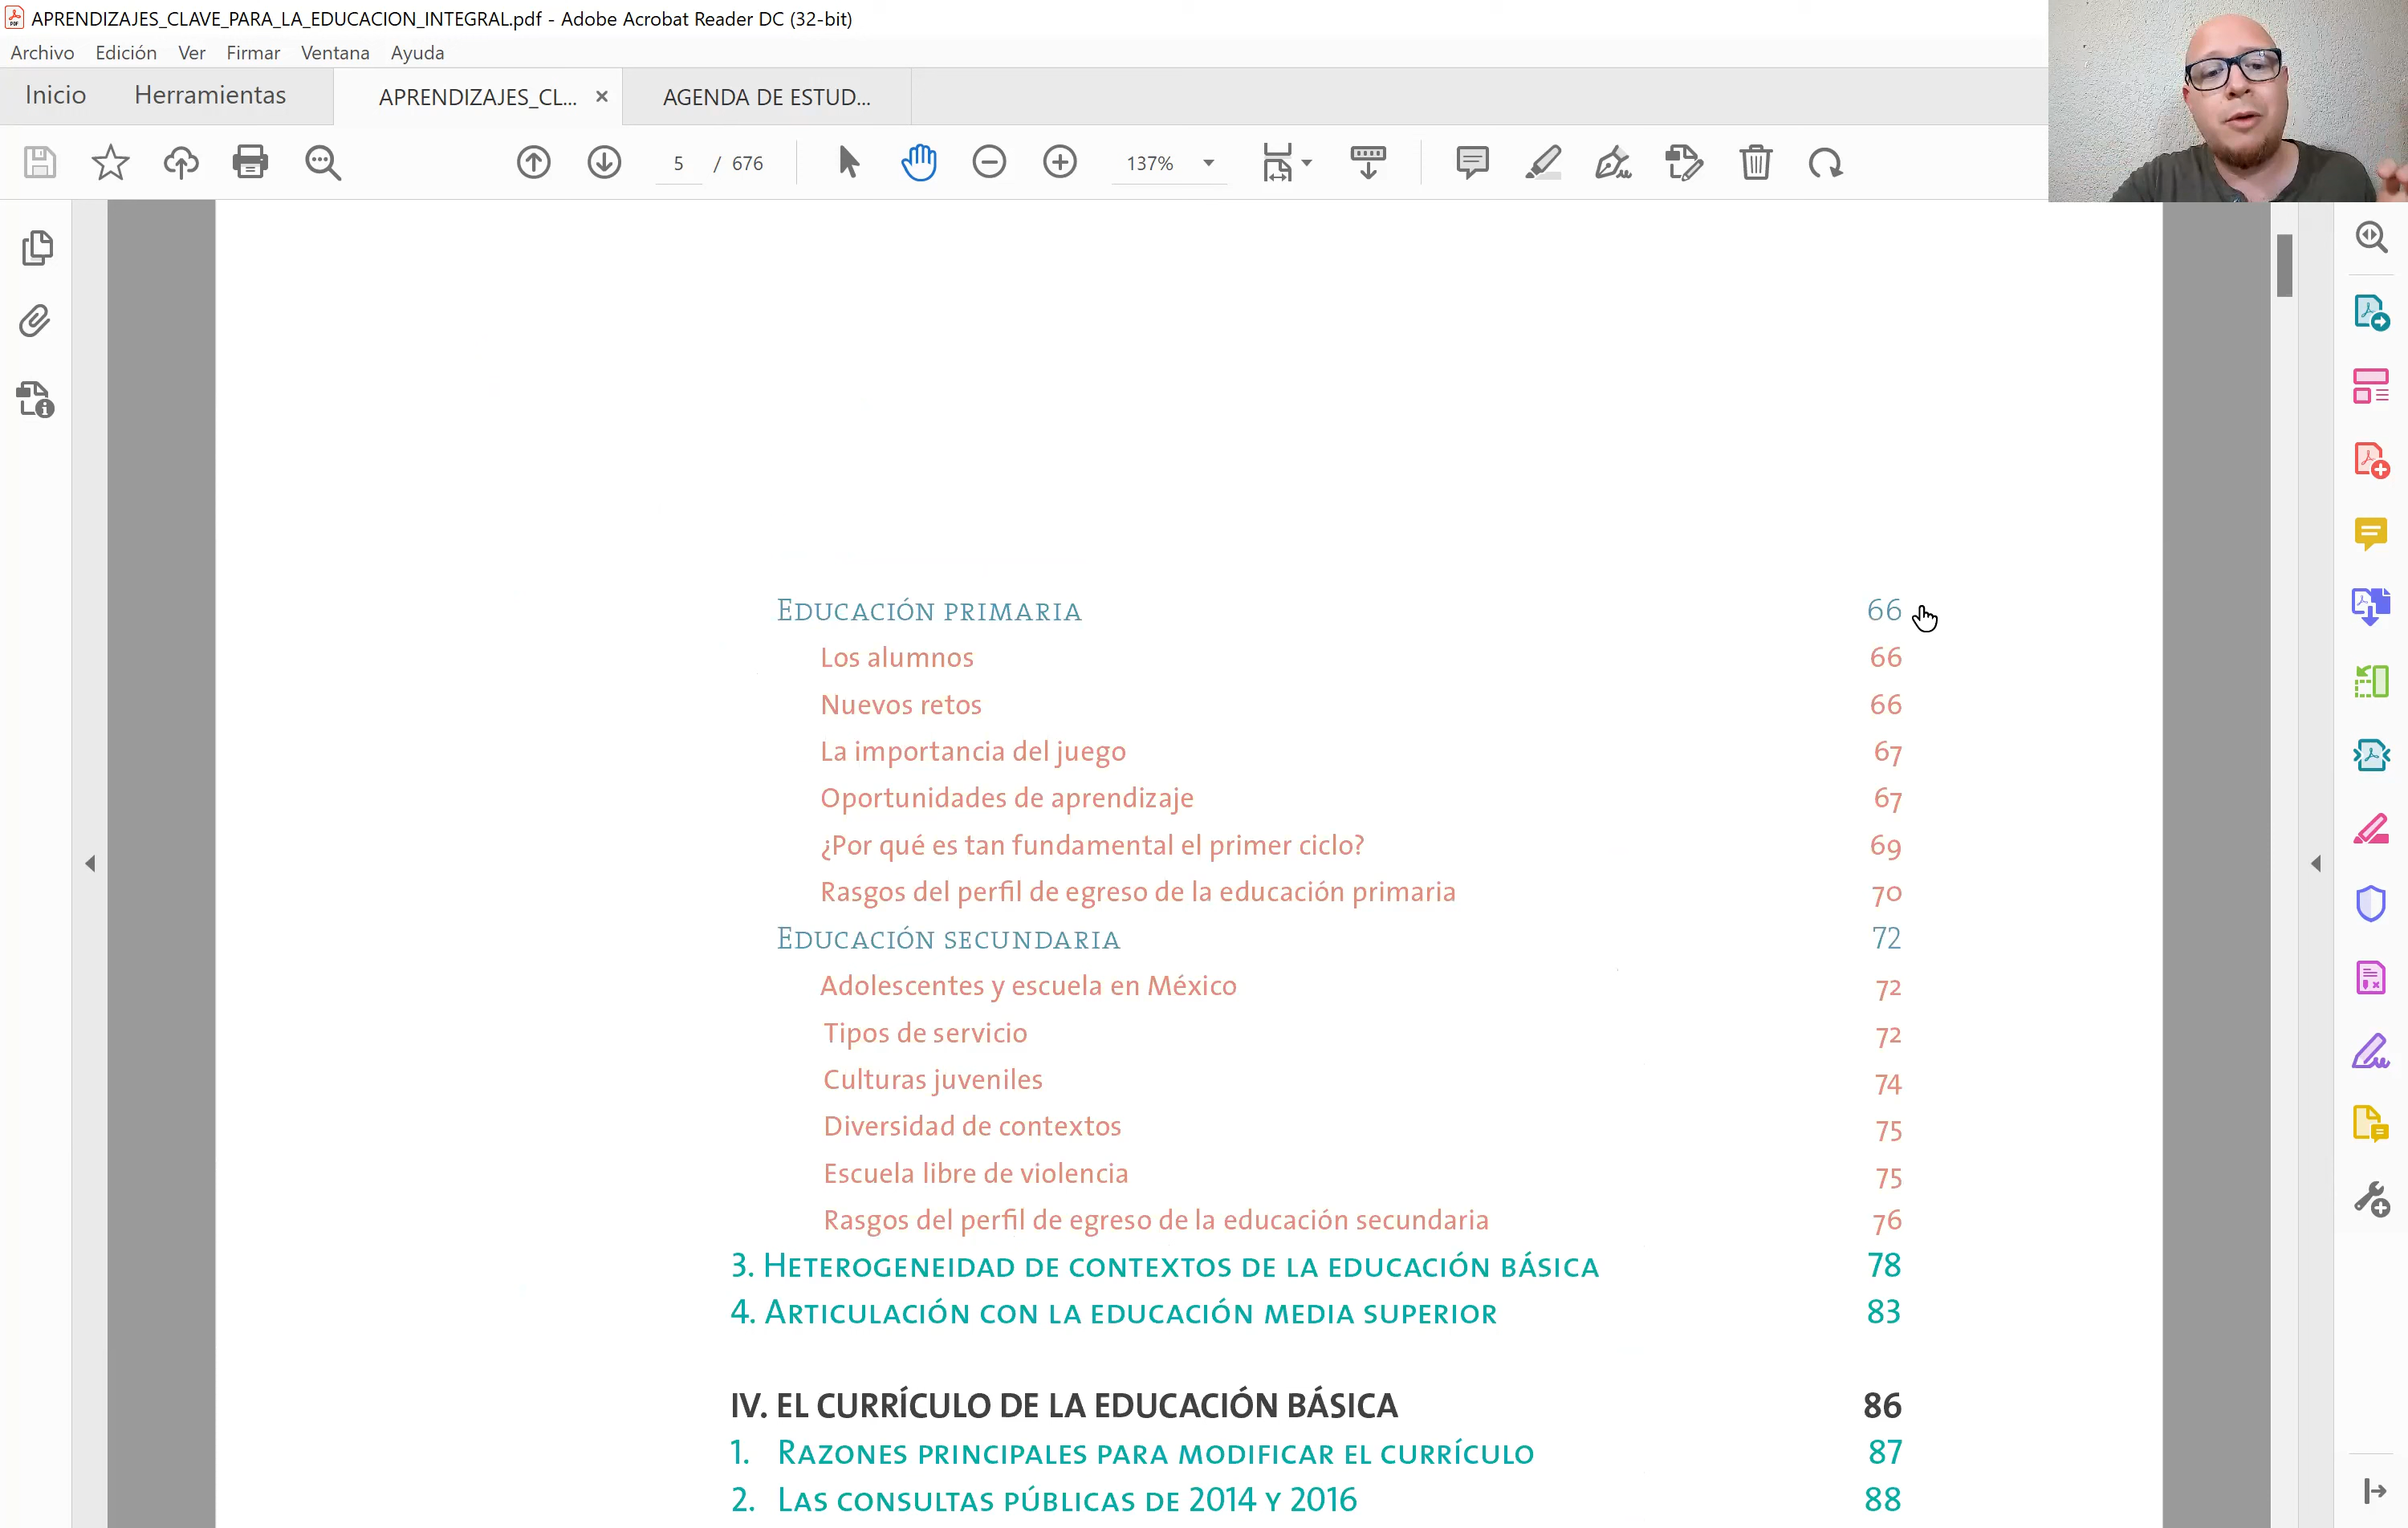 APRENDIZAJES_CLAVE_PARA_LA_EDUCACION_INTEGRAL.pdf - Adobe Acrobat Reader DC (32-bit)
Archivo Edición Ver Firmar Ventana Ayuda
Inicio Herramientas APRENDIZAJES_CL... × AGENDA DE ESTUD...
5 / 676 137%
EDUCACIÓN PRIMARIA 66
Los alumnos 66
Nuevos retos 66
La importancia del juego 67
Oportunidades de aprendizaje 67
¿Por qué es tan fundamental el primer ciclo? 69
Rasgos del perfil de egreso de la educación primaria 70
EDUCACIÓN SECUNDARIA 72
Adolescentes y escuela en México 72
Tipos de servicio 72
Culturas juveniles 74
Diversidad de contextos 75
Escuela libre de violencia 75
Rasgos del perfil de egreso de la educación secundaria 76
3. HETEROGENEIDAD DE CONTEXTOS DE LA EDUCACIÓN BÁSICA 78
4. ARTICULACIÓN CON LA EDUCACIÓN MEDIA SUPERIOR 83
IV. EL CURRÍCULO DE LA EDUCACIÓN BÁSICA 86
1. RAZONES PRINCIPALES PARA MODIFICAR EL CURRÍCULO 87
2. LAS CONSULTAS PÚBLICAS DE 2014 Y 2016 88